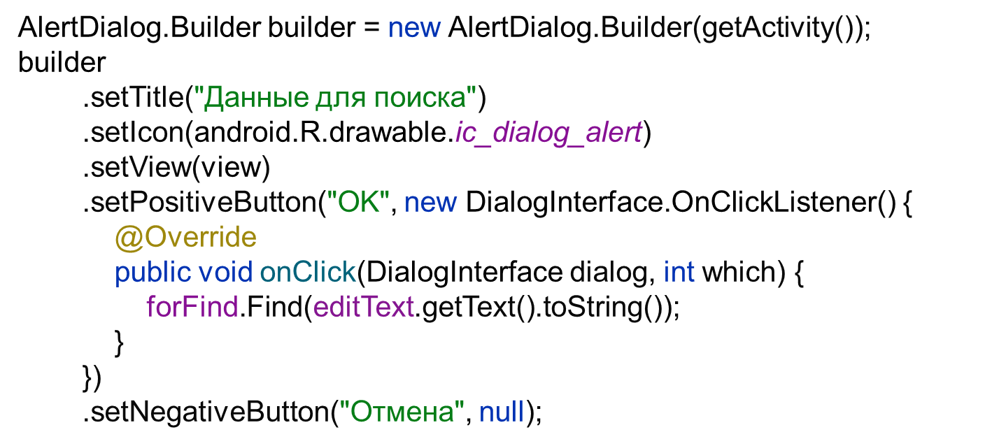 AlertDialog.Builder builder = new AlertDialog.Builder(getActivity());
builder
.setTitle("Данные для поиска")
.setIcon(android.R.drawable.ic_dialog_alert)
.setView(view)
.setPositiveButton("OK", new DialogInterface.OnClickListener() {
@Override
public void onClick(DialogInterface dialog, int which) {
forFind.Find(editText.getText().toString());
}
})
.setNegativeButton("Отмена", null);